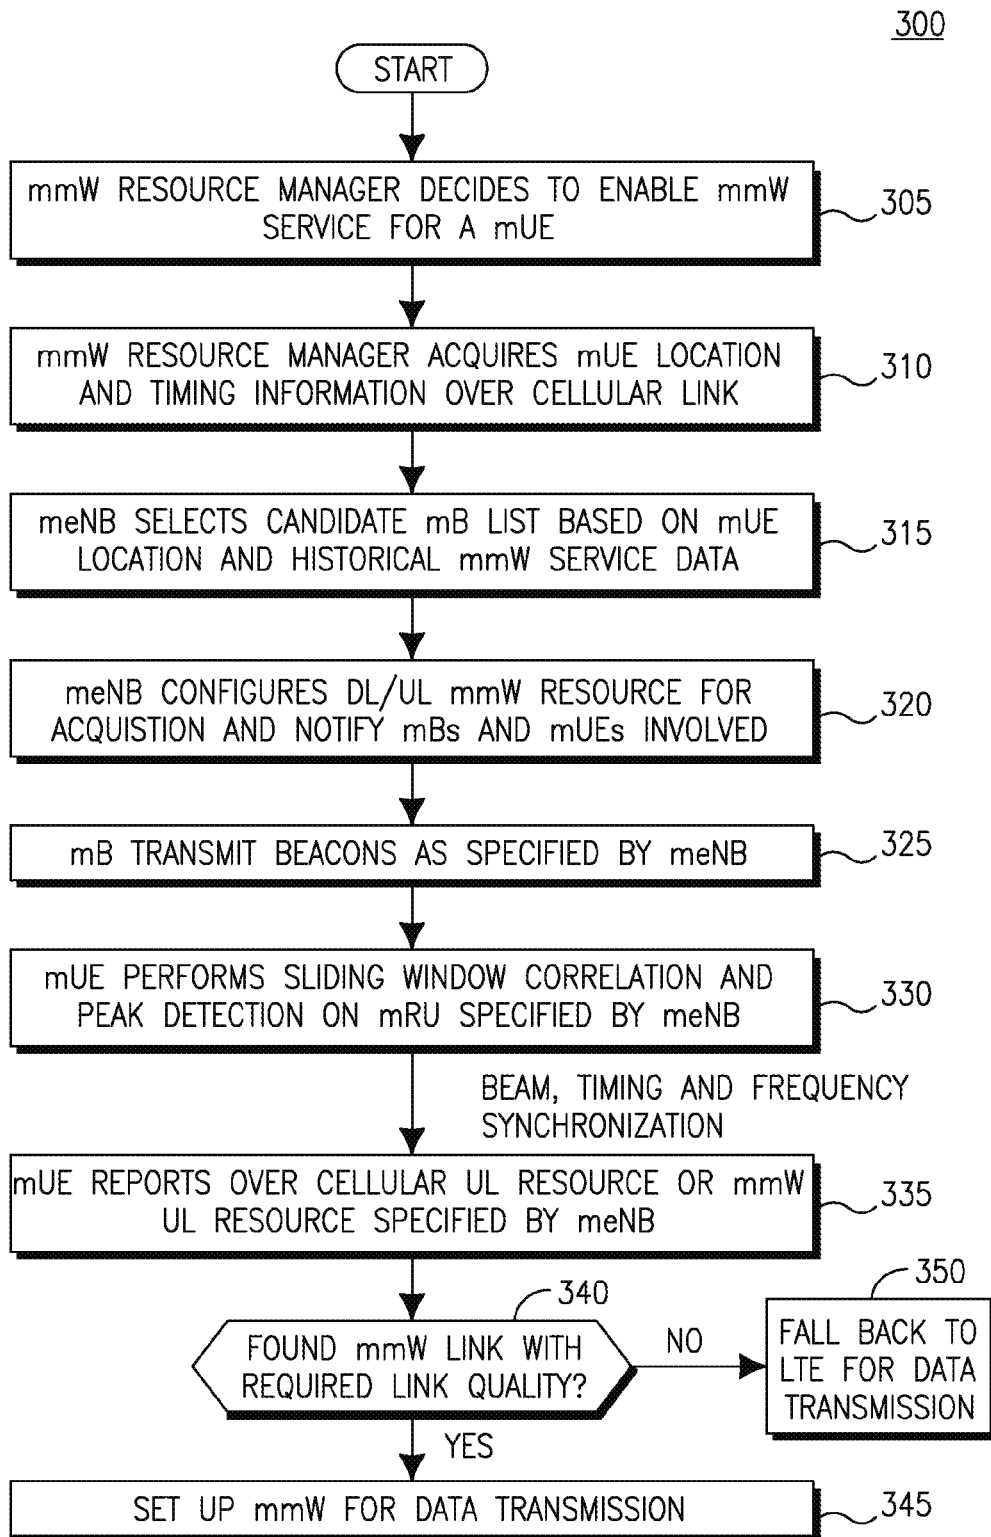 300
START
mmW RESOURCE MANAGER DECIDES TO ENABLE mmW
SERVICE FOR A mUE
305
mmW RESOURCE MANAGER ACQUIRES mUE LOCATION
AND TIMING INFORMATION OVER CELLULAR LINK
310
meNB SELECTS CANDIDATE mB LIST BASED ON mUE
LOCATION AND HISTORICAL mmW SERVICE DATA
315
meNB CONFIGURES DL/UL mmW RESOURCE FOR
ACQUISTION AND NOTIFY mBs AND mUEs INVOLVED
320
mB TRANSMIT BEACONS AS SPECIFIED BY meNB
325
mUE PERFORMS SLIDING WINDOW CORRELATION AND
PEAK DETECTION ON mRU SPECIFIED BY meNB
330
BEAM, TIMING AND FREQUENCY
SYNCHRONIZATION
mUE REPORTS OVER CELLULAR UL RESOURCE OR mmW
UL RESOURCE SPECIFIED BY meNB
335
340
FOUND mmW LINK WITH
REQUIRED LINK QUALITY?
NO
350
FALL BACK TO
LTE FOR DATA
TRANSMISSION
YES
SET UP mmW FOR DATA TRANSMISSION
345